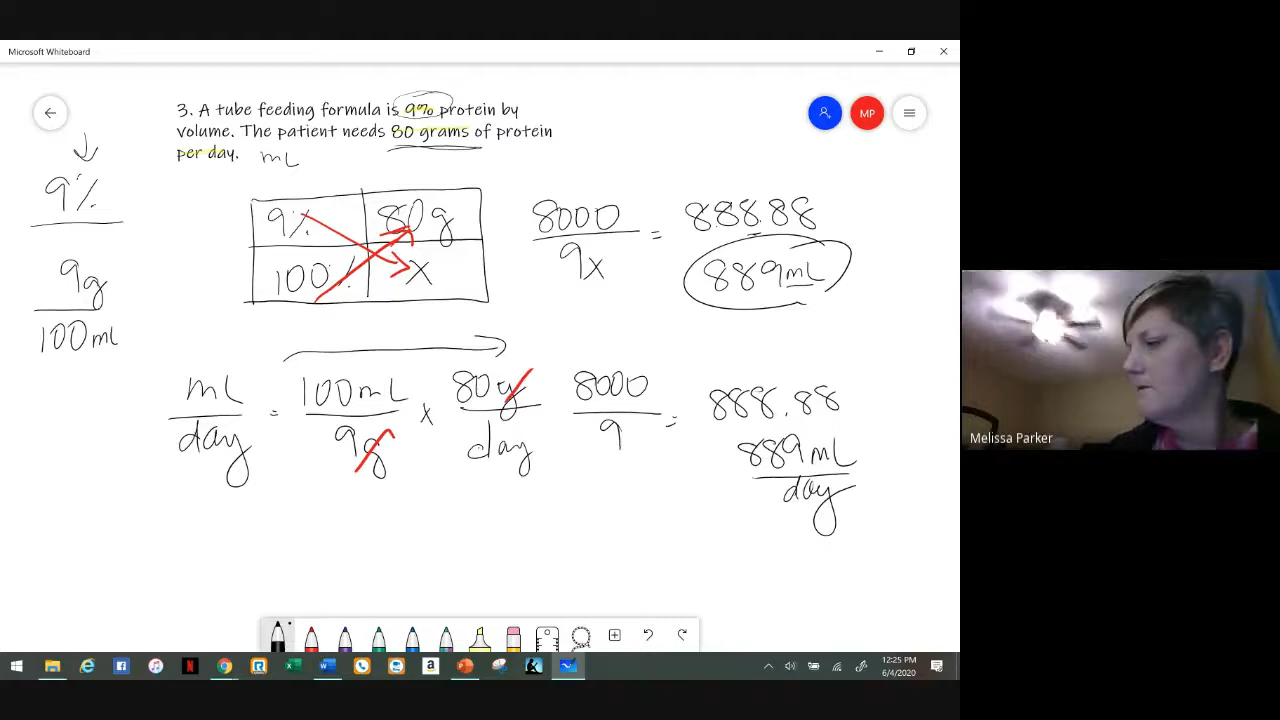 Microsoft Whiteboard
3. A tube feeding formula is 9% protein by
volume. The patient needs 80 grams of protein
per day. mL
MP
9%
9g
100mL
9% 80g
100% x
8000
9x
= 888.88
889mL
mL
day
= 100mL
9g
x 80g
day
8000
9
= 888.88
889mL
day
Melissa Parker
12:25 PM
6/4/2020